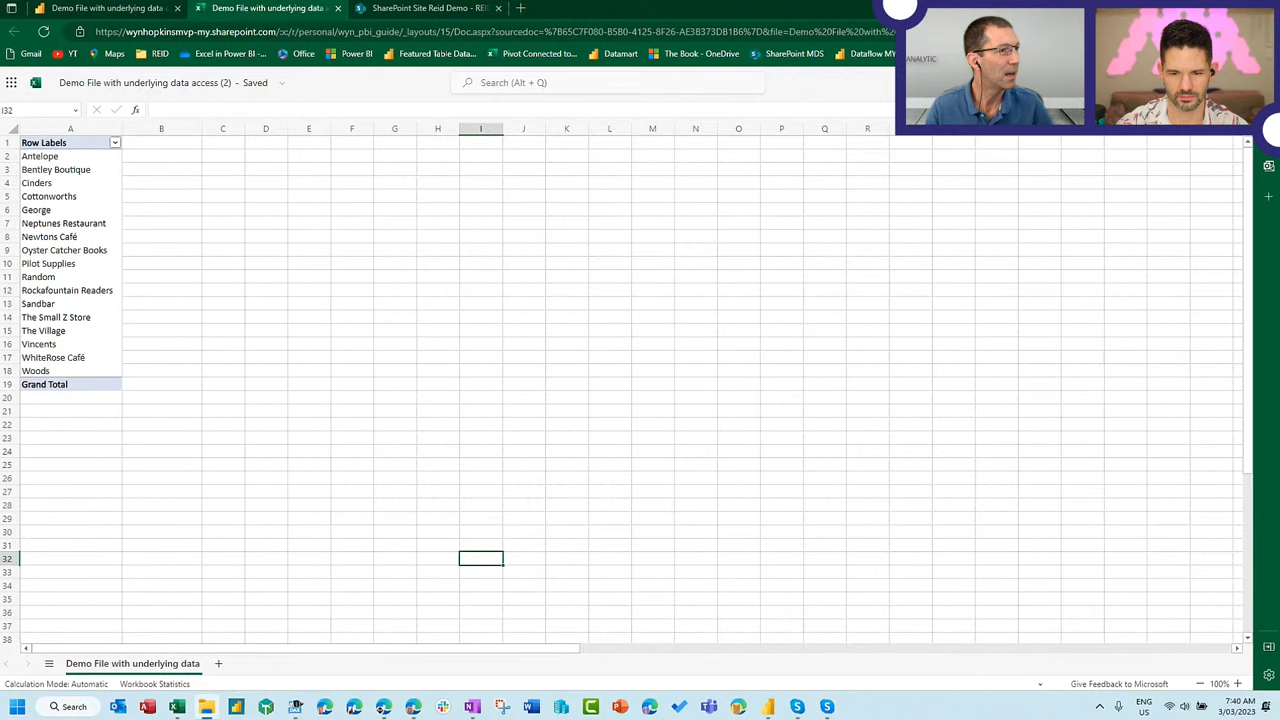 Demo File with underlying data
Demo File with underlying data
SharePoint Site Reid Demo - REI
https://wynhopkinsmvp-my.sharepoint.com/:x:/r/personal/wyn_pbi_guide/_layouts/15/Doc.aspx?sourcedoc=%7B65C7F080-B5B0-4125-8F26-AE3B373DB1B6%7D&file=Demo%20File%20with%
Gmail YT Maps REID Excel in Power BI -... Office Power BI Featured Data Tables... Pivot Connected to... Datamart The Book - OneDrive SharePoint MDS Dataflow MY
ANALYTIC
Demo File with underlying data access (2) - Saved
Search (Alt + Q)
I32 fx
A B C D E F G H I J K L M N O P Q R
1 Row Labels
2 Antelope
3 Bentley Boutique
4 Cinders
5 Cottonworths
6 George
7 Neptunes Restaurant
8 Newtons Café
9 Oyster Catcher Books
10 Pilot Supplies
11 Random
12 Rockafountain Readers
13 Sandbar
14 The Small Z Store
15 The Village
16 Vincents
17 WhiteRose Café
18 Woods
19 Grand Total
20
21
22
23
24
25
26
27
28
29
30
31
32
33
34
35
36
37
38
Demo File with underlying data
Calculation Mode: Automatic Workbook Statistics Give Feedback to Microsoft 100%
Search
ENG
US
7:40 AM
3/03/2023